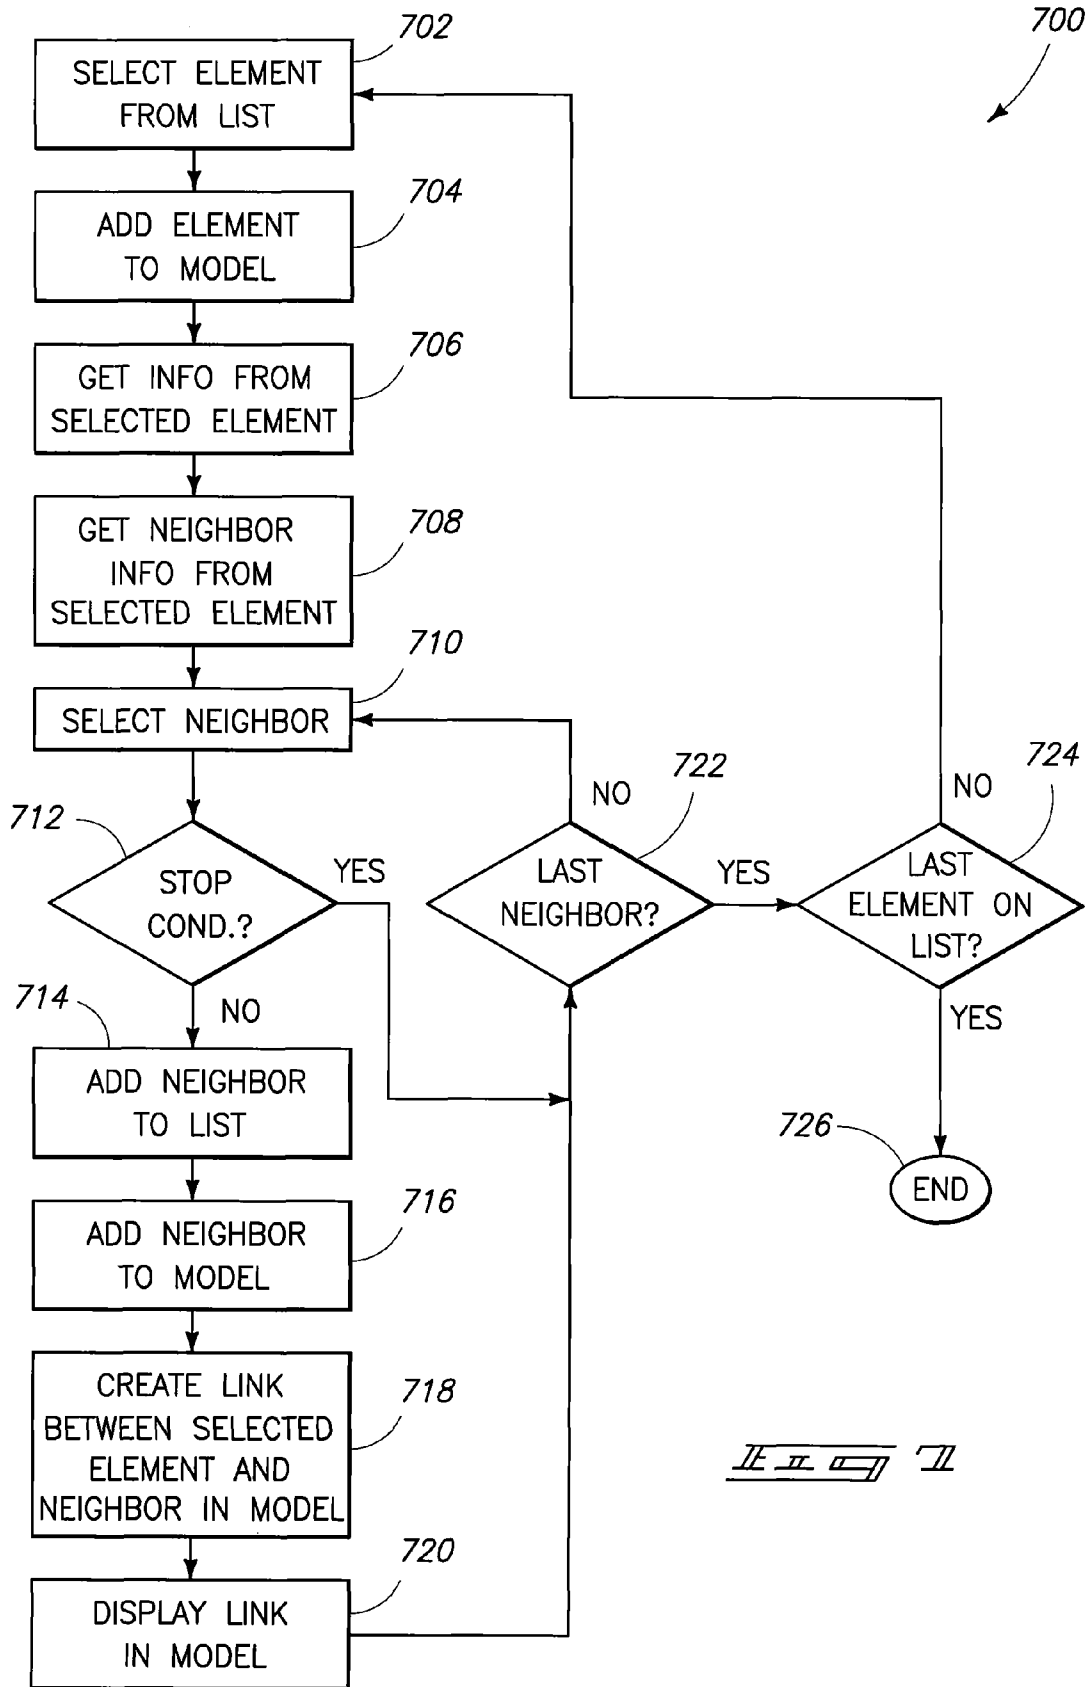 700
702
SELECT ELEMENT
FROM LIST
704
ADD ELEMENT
TO MODEL
706
GET INFO FROM
SELECTED ELEMENT
708
GET NEIGHBOR
INFO FROM
SELECTED ELEMENT
710
SELECT NEIGHBOR
712
STOP
COND.?
YES
NO
722
LAST
NEIGHBOR?
NO
YES
724
LAST
ELEMENT ON
LIST?
NO
YES
714
ADD NEIGHBOR
TO LIST
726
END
716
ADD NEIGHBOR
TO MODEL
718
CREATE LINK
BETWEEN SELECTED
ELEMENT AND
NEIGHBOR IN MODEL
720
DISPLAY LINK
IN MODEL
FIG 7